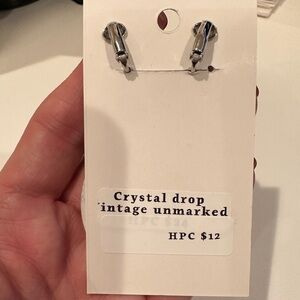 Crystal drop
intage unmarked
HPC $12